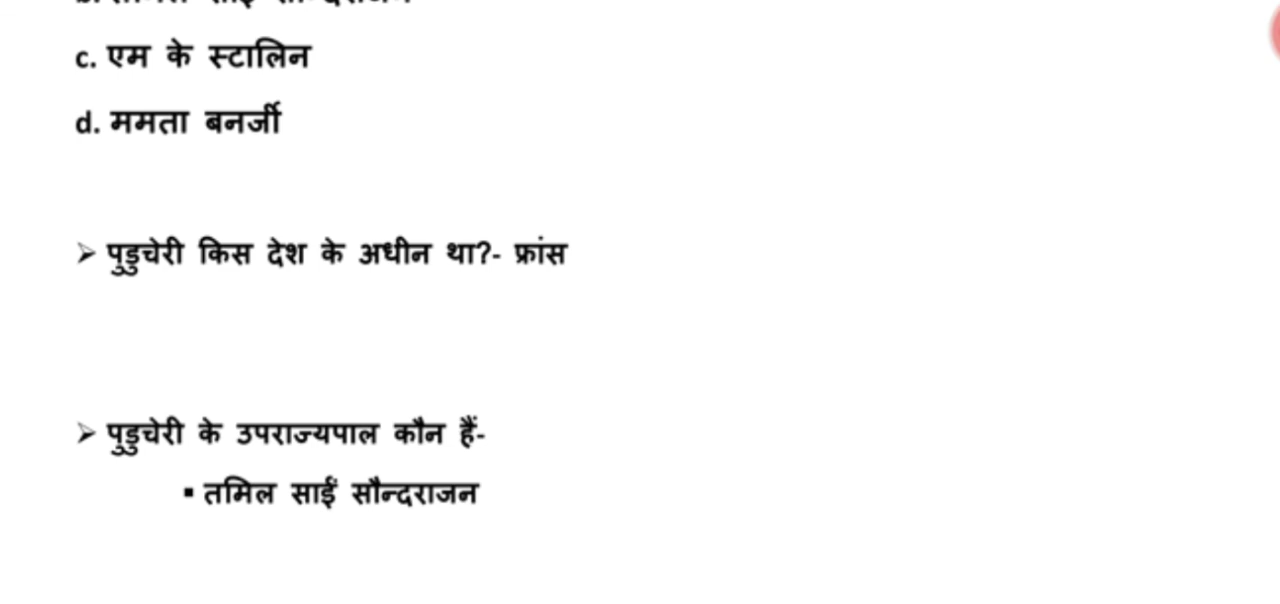 c. एम के स्टालिन
d. ममता बनर्जी
➢ पुडुचेरी किस देश के अधीन था?- फ्रांस
➢ पुडुचेरी के उपराज्यपाल कौन हैं-
▪ तमिल साईं सौन्दराजन